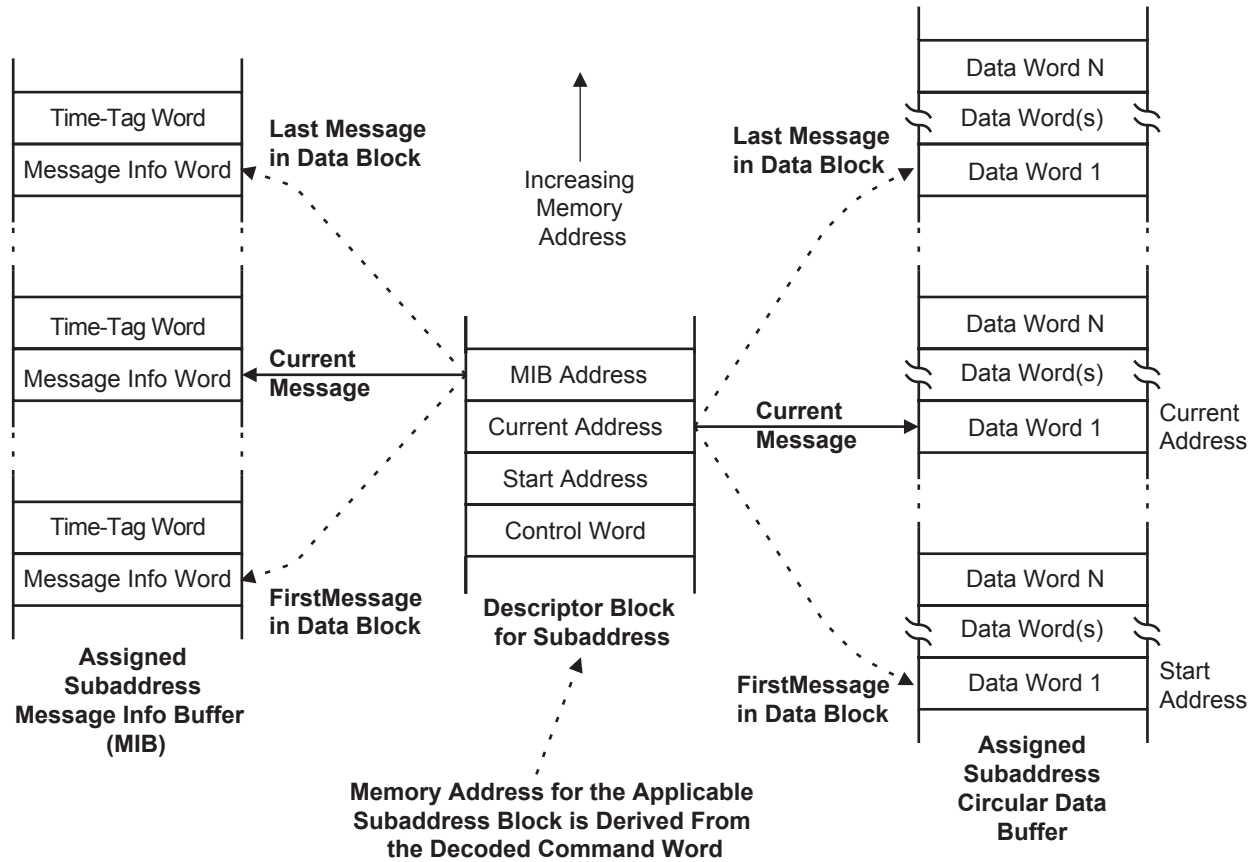 Time-Tag Word
Message Info Word
Time-Tag Word
Message Info Word
Time-Tag Word
Message Info Word
Assigned
Subaddress
Message Info Buffer
(MIB)
Last Message
in Data Block
Current
Message
FirstMessage
in Data Block
Increasing
Memory
Address
MIB Address
Current Address
Start Address
Control Word
Descriptor Block
for Subaddress
Memory Address for the Applicable
Subaddress Block is Derived From
the Decoded Command Word
Last Message
in Data Block
Current
Message
FirstMessage
in Data Block
Data Word N
Data Word(s)
Data Word 1
Data Word N
Data Word(s)
Data Word 1
Current
Address
Data Word N
Data Word(s)
Data Word 1
Start
Address
Assigned
Subaddress
Circular Data
Buffer